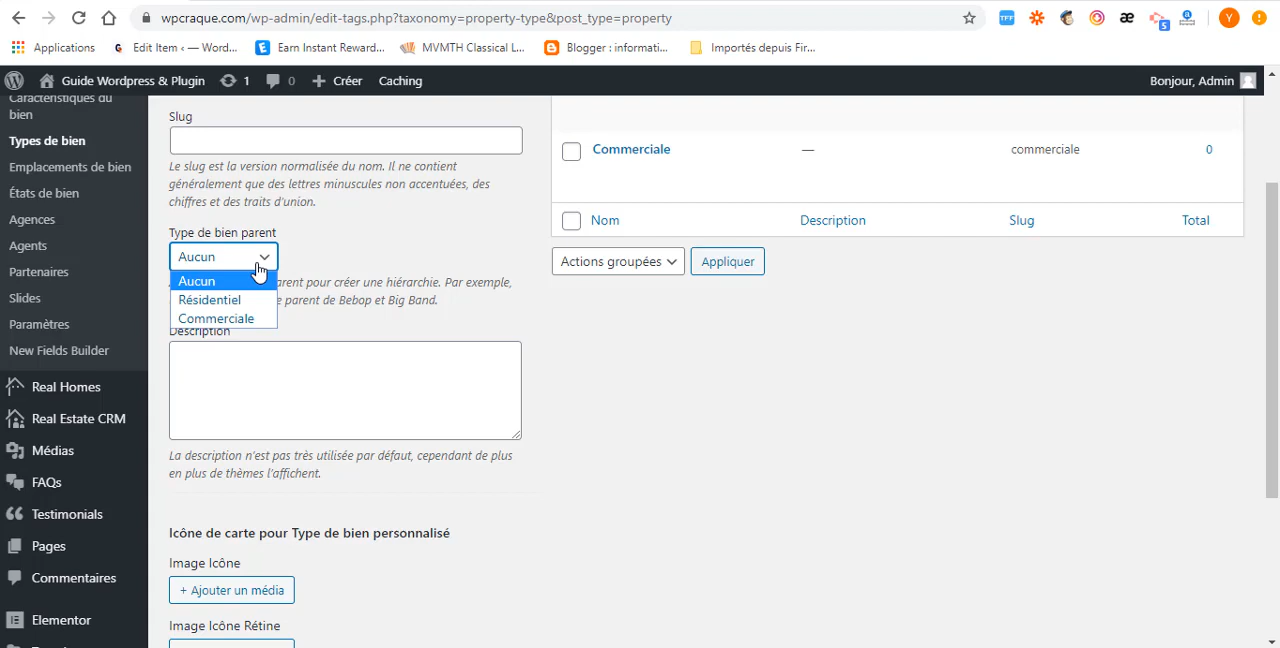 wpcraque.com/wp-admin/edit-tags.php?taxonomy=property-type&post_type=property
TFF
æ
5
Y
Applications
G Edit Item ‹ — Word...
Earn Instant Reward...
MVMTH Classical L...
Blogger : informati...
Importés depuis Fir...
Guide Wordpress & Plugin
1
0
Créer
Caching
Bonjour, Admin
Caractéristiques du
bien
Types de bien
Emplacements de bien
États de bien
Agences
Agents
Partenaires
Slides
Paramètres
New Fields Builder
Real Homes
Real Estate CRM
Médias
FAQs
Testimonials
Pages
Commentaires
Elementor
Slug
Le slug est la version normalisée du nom. Il ne contient
généralement que des lettres minuscules non accentuées, des
chiffres et des traits d'union.
Type de bien parent
Aucun
Aucun
Résidentiel
Commerciale
arent pour créer une hiérarchie. Par exemple,
e parent de Bebop et Big Band.
Description
La description n'est pas très utilisée par défaut, cependant de plus
en plus de thèmes l'affichent.
Icône de carte pour Type de bien personnalisé
Image Icône
+ Ajouter un média
Image Icône Rétine
Commerciale — commerciale 0
Nom Description Slug Total
Actions groupées
Appliquer